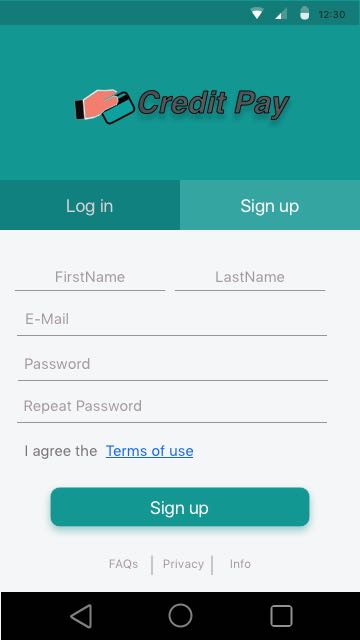 12:30
Credit Pay
Log in Sign up
FirstName LastName
E-Mail
Password
Repeat Password
I agree the Terms of use
Sign up
FAQs Privacy Info